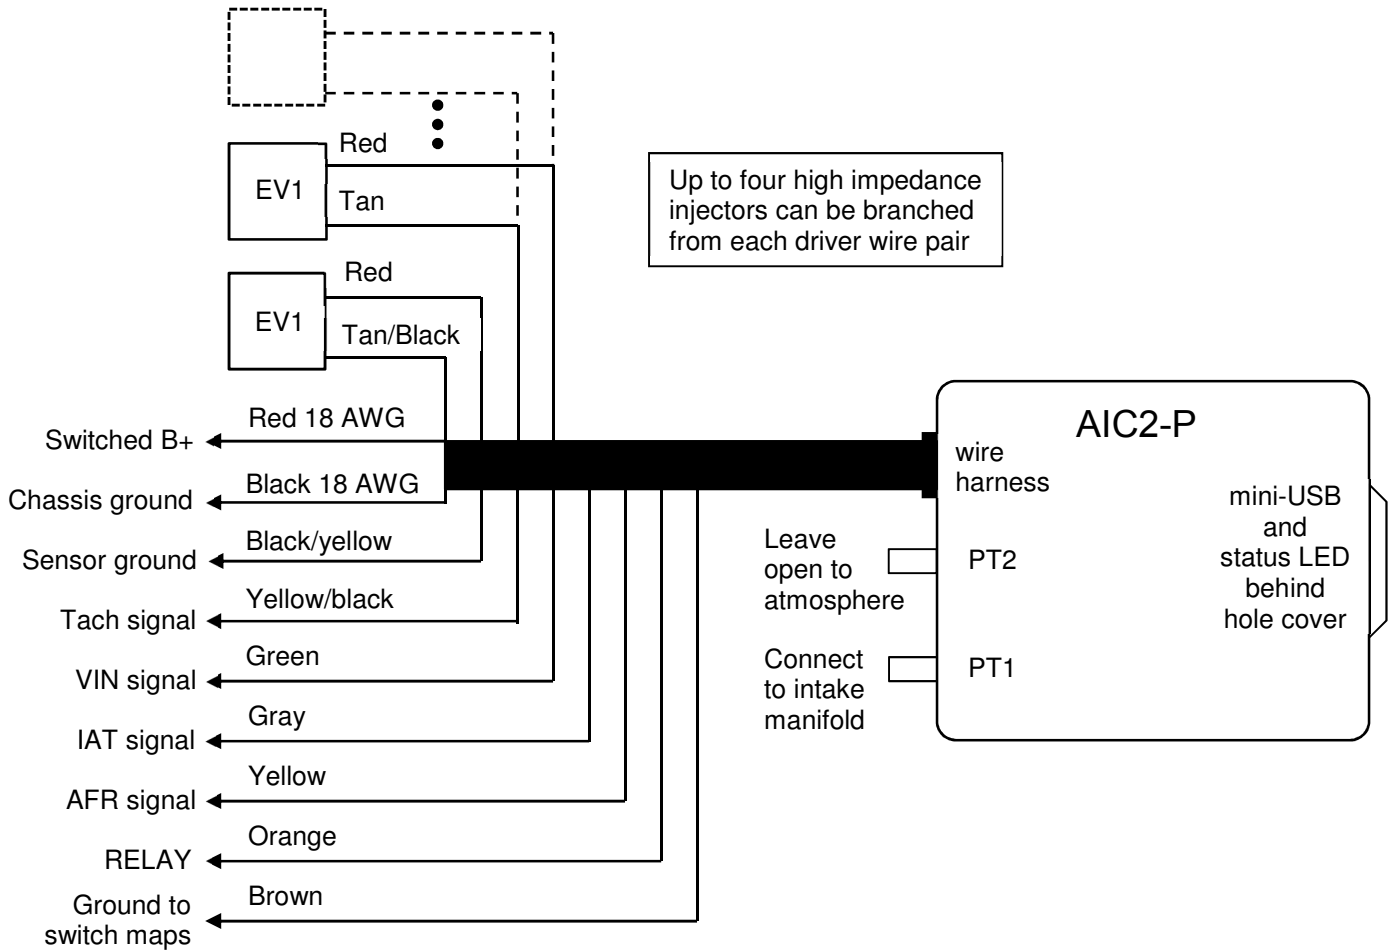 Red
EV1
Tan
Up to four high impedance
injectors can be branched
from each driver wire pair
Red
EV1
Tan/Black
Switched B+
Red 18 AWG
Chassis ground
Black 18 AWG
Sensor ground
Black/yellow
Tach signal
Yellow/black
VIN signal
Green
IAT signal
Gray
AFR signal
Yellow
RELAY
Orange
Ground to
switch maps
Brown
AIC2-P
wire
harness
Leave
open to
atmosphere
PT2
Connect
to intake
manifold
PT1
mini-USB
and
status LED
behind
hole cover